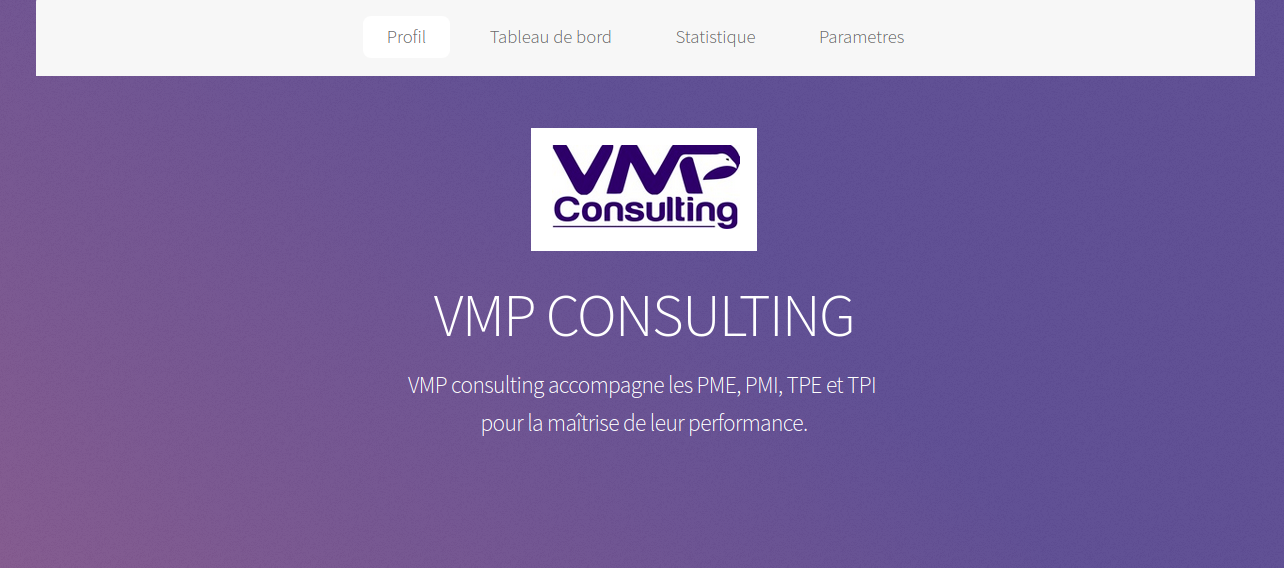 Profil Tableau de bord Statistique Parametres
VMP
Consulting
VMP CONSULTING
VMP consulting accompagne les PME, PMI, TPE et TPI
pour la maîtrise de leur performance.